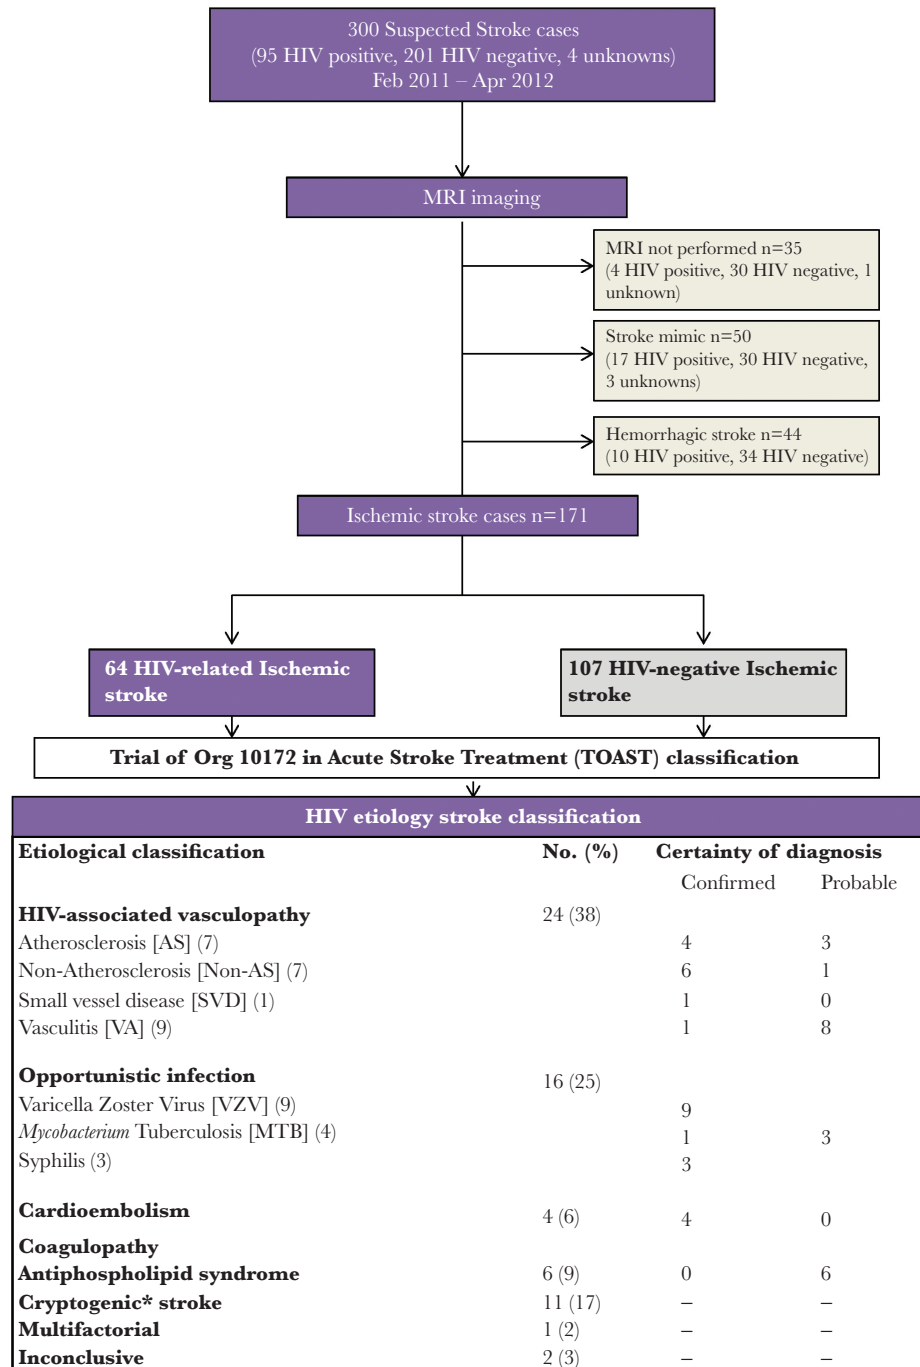 300 Suspected Stroke cases
(95 HIV positive, 201 HIV negative, 4 unknowns)
Feb 2011 – Apr 2012
MRI imaging
MRI not performed n=35
(4 HIV positive, 30 HIV negative, 1
unknown)
Stroke mimic n=50
(17 HIV positive, 30 HIV negative,
3 unknowns)
Hemorrhagic stroke n=44
(10 HIV positive, 34 HIV negative)
Ischemic stroke cases n=171
64 HIV-related Ischemic
stroke
107 HIV-negative Ischemic
stroke
Trial of Org 10172 in Acute Stroke Treatment (TOAST) classification
HIV etiology stroke classification
Etiological classification No. (%) Certainty of diagnosis
Confirmed Probable
HIV-associated vasculopathy 24 (38)
Atherosclerosis [AS] (7) 4 3
Non-Atherosclerosis [Non-AS] (7) 6 1
Small vessel disease [SVD] (1) 1 0
Vasculitis [VA] (9) 1 8
Opportunistic infection 16 (25)
Varicella Zoster Virus [VZV] (9) 9
Mycobacterium Tuberculosis [MTB] (4) 1 3
Syphilis (3) 3
Cardioembolism 4 (6) 4 0
Coagulopathy
Antiphospholipid syndrome 6 (9) 0 6
Cryptogenic* stroke 11 (17) – –
Multifactorial 1 (2) – –
Inconclusive 2 (3) – –